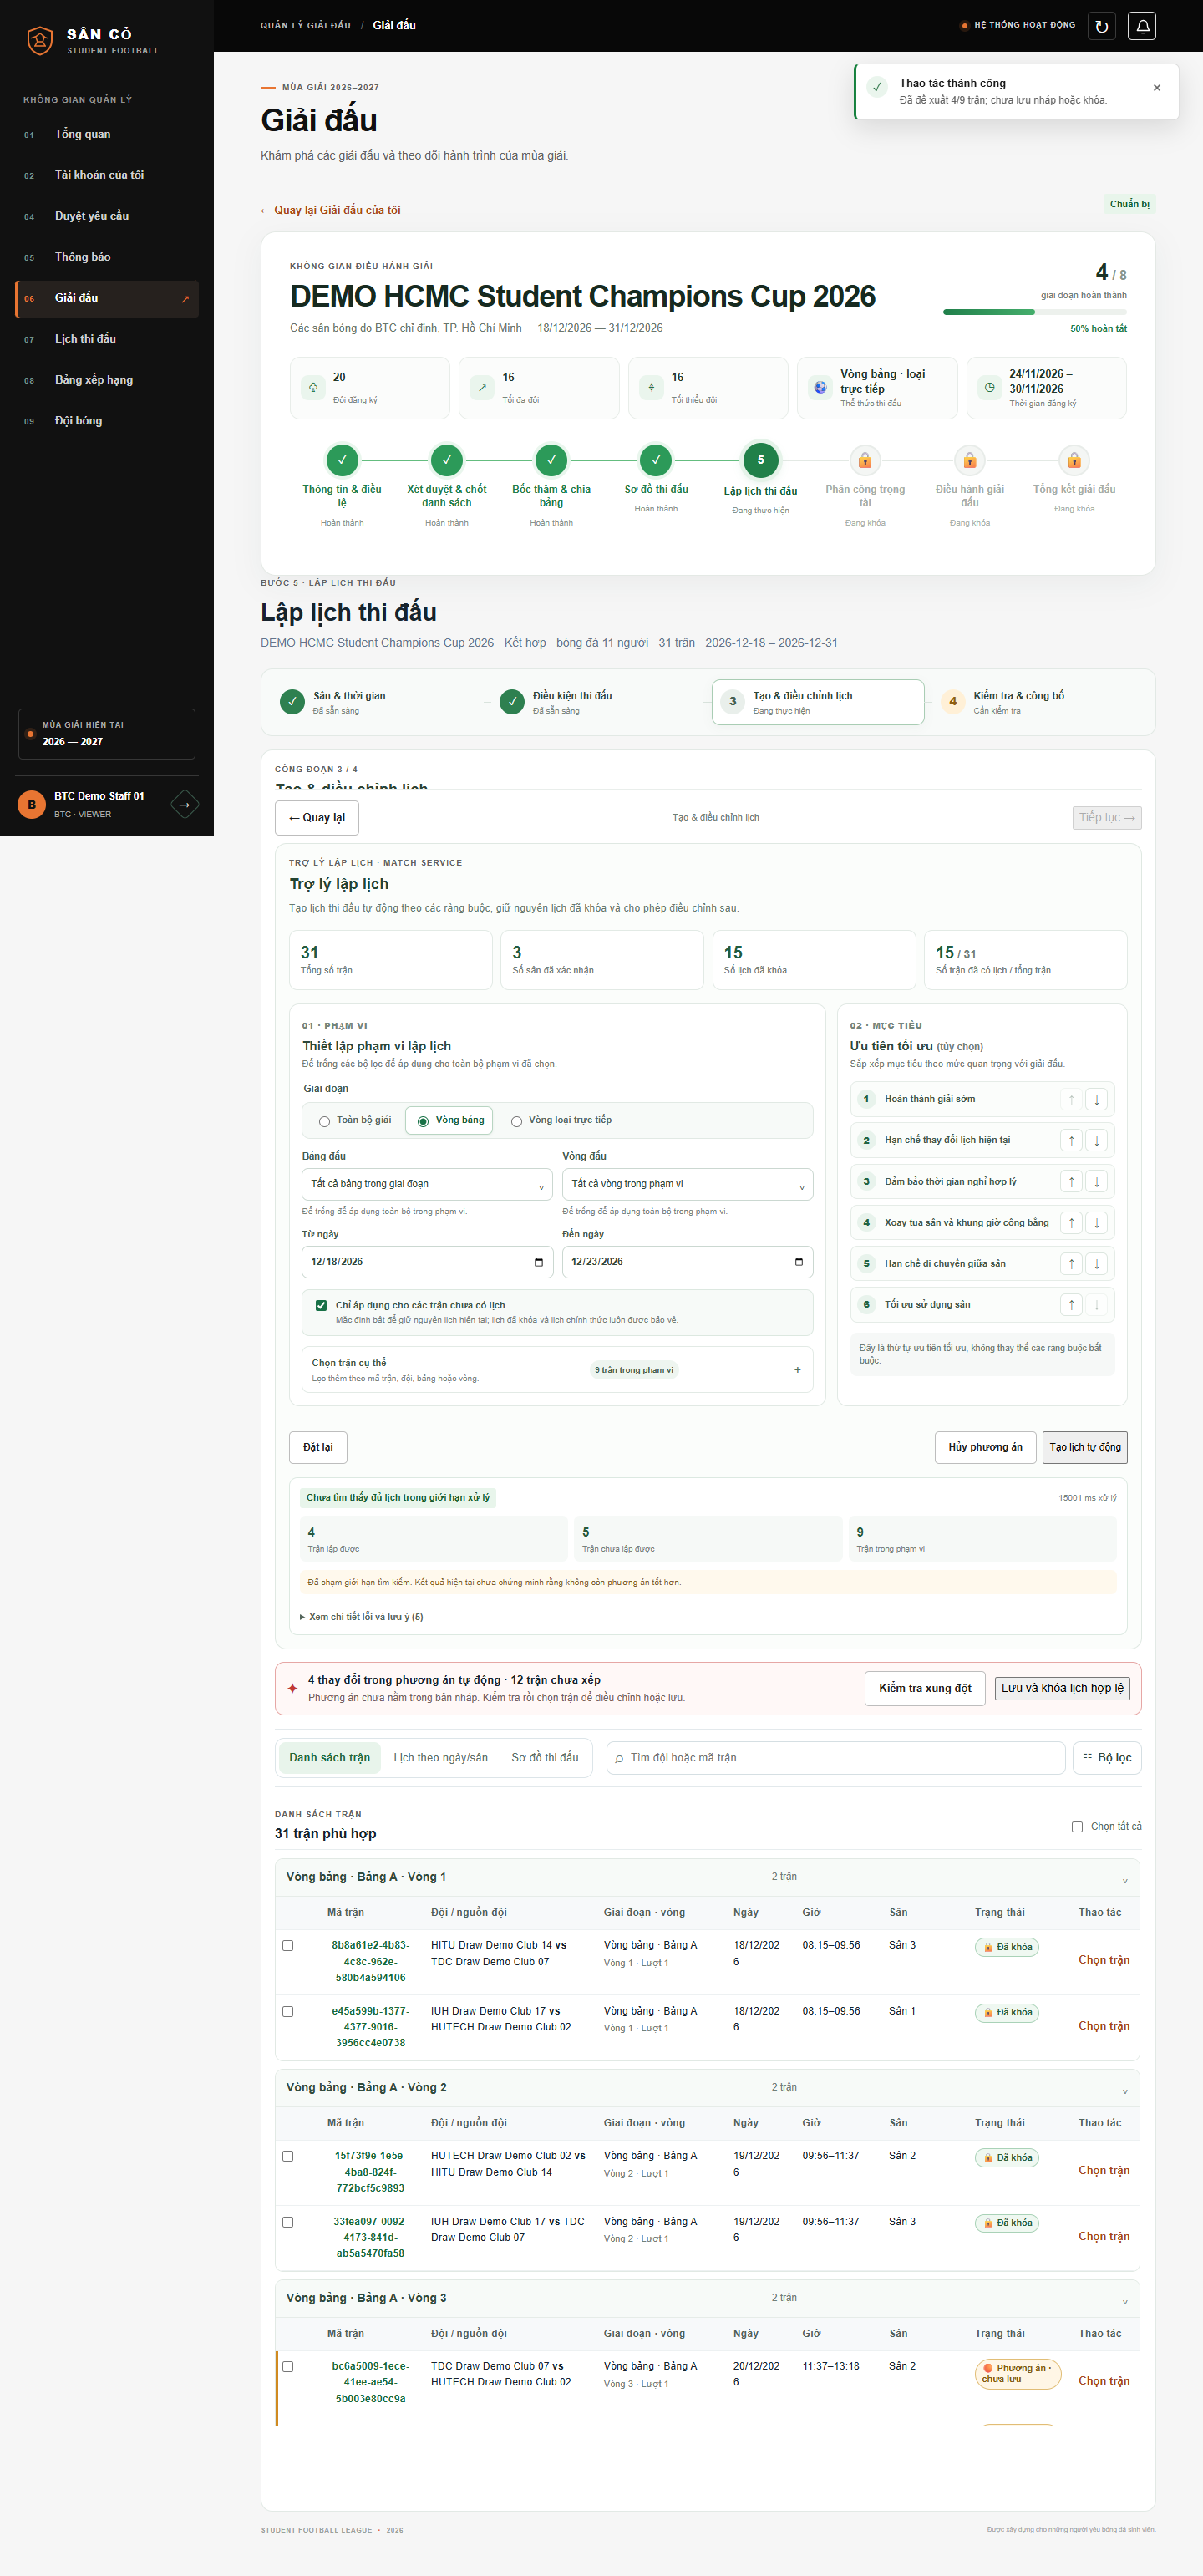 SÂN CỎ
STUDENT FOOTBALL
KHÔNG GIAN QUẢN LÝ
01 Tổng quan
02 Tài khoản của tôi
04 Duyệt yêu cầu
05 Thông báo
06 Giải đấu ↗
07 Lịch thi đấu
08 Bảng xếp hạng
09 Đội bóng
MÙA GIẢI HIỆN TẠI
2026 — 2027
B BTC Demo Staff 01
BTC · VIEWER
→
QUẢN LÝ GIẢI ĐẤU / Giải đấu
HỆ THỐNG HOẠT ĐỘNG
Thao tác thành công
Đã đề xuất 4/9 trận; chưa lưu nháp hoặc khóa.
×
MÙA GIẢI 2026–2027
Giải đấu
Khám phá các giải đấu và theo dõi hành trình của mùa giải.
← Quay lại Giải đấu của tôi
Chuẩn bị
KHÔNG GIAN ĐIỀU HÀNH GIẢI
DEMO HCMC Student Champions Cup 2026
Các sân bóng do BTC chỉ định, TP. Hồ Chí Minh · 18/12/2026 — 31/12/2026
4 / 8
giai đoạn hoàn thành
50% hoàn tất
20
Đội đăng ký
16
Tối đa đội
16
Tối thiểu đội
Vòng bảng · loại trực tiếp
Thể thức thi đấu
24/11/2026 – 30/11/2026
Thời gian đăng ký
✓ ✓ ✓ ✓ 5
Thông tin & điều lệ
Hoàn thành
Xét duyệt & chốt danh sách
Hoàn thành
Bốc thăm & chia bảng
Hoàn thành
Sơ đồ thi đấu
Hoàn thành
Lập lịch thi đấu
Đang thực hiện
Phân công trọng tài
Đang khóa
Điều hành giải đấu
Đang khóa
Tổng kết giải đấu
Đang khóa
BƯỚC 5 · LẬP LỊCH THI ĐẤU
Lập lịch thi đấu
DEMO HCMC Student Champions Cup 2026 · Kết hợp · bóng đá 11 người · 31 trận · 2026-12-18 – 2026-12-31
✓ Sân & thời gian
Đã sẵn sàng
✓ Điều kiện thi đấu
Đã sẵn sàng
3 Tạo & điều chỉnh lịch
Đang thực hiện
4 Kiểm tra & công bố
Cần kiểm tra
CÔNG ĐOẠN 3 / 4
Tạo & điều chỉnh lịch
← Quay lại
Tạo & điều chỉnh lịch
Tiếp tục →
TRỢ LÝ LẬP LỊCH · MATCH SERVICE
Trợ lý lập lịch
Tạo lịch thi đấu tự động theo các ràng buộc, giữ nguyên lịch đã khóa và cho phép điều chỉnh sau.
31
Tổng số trận
3
Số sân đã xác nhận
15
Số lịch đã khóa
15 / 31
Số trận đã có lịch / tổng trận
01 · PHẠM VI
Thiết lập phạm vi lập lịch
Để trống các bộ lọc để áp dụng cho toàn bộ phạm vi đã chọn.
Giai đoạn
Toàn bộ giải
Vòng bảng
Vòng loại trực tiếp
Bảng đấu
Vòng đấu
Tất cả bảng trong giai đoạn
Tất cả vòng trong phạm vi
Để trống để áp dụng toàn bộ trong phạm vi.
Để trống để áp dụng toàn bộ trong phạm vi.
Từ ngày
Đến ngày
12/18/2026
12/23/2026
Chỉ áp dụng cho các trận chưa có lịch
Mặc định bật để giữ nguyên lịch hiện tại; lịch đã khóa và lịch chính thức luôn được bảo vệ.
Chọn trận cụ thể
Lọc thêm theo mã trận, đội, bảng hoặc vòng.
9 trận trong phạm vi
+
02 · MỤC TIÊU
Ưu tiên tối ưu (tùy chọn)
Sắp xếp mục tiêu theo mức quan trọng với giải đấu.
1 Hoàn thành giải sớm ↑ ↓
2 Hạn chế thay đổi lịch hiện tại ↑ ↓
3 Đảm bảo thời gian nghỉ hợp lý ↑ ↓
4 Xoay tua sân và khung giờ công bằng ↑ ↓
5 Hạn chế di chuyển giữa sân ↑ ↓
6 Tối ưu sử dụng sân ↑ ↓
Đây là thứ tự ưu tiên tối ưu, không thay thế các ràng buộc bắt buộc.
Đặt lại
Hủy phương án
Tạo lịch tự động
Chưa tìm thấy đủ lịch trong giới hạn xử lý
15001 ms xử lý
4
Trận lập được
5
Trận chưa lập được
9
Trận trong phạm vi
Đã chạm giới hạn tìm kiếm. Kết quả hiện tại chưa chứng minh rằng không còn phương án tốt hơn.
▶ Xem chi tiết lỗi và lưu ý (5)
4 thay đổi trong phương án tự động · 12 trận chưa xếp
Phương án chưa nằm trong bản nháp. Kiểm tra rồi chọn trận để điều chỉnh hoặc lưu.
Kiểm tra xung đột
Lưu và khóa lịch hợp lệ
Danh sách trận
Lịch theo ngày/sân
Sơ đồ thi đấu
Tìm đội hoặc mã trận
Bộ lọc
DANH SÁCH TRẬN
31 trận phù hợp
Chọn tất cả
Vòng bảng · Bảng A · Vòng 1
2 trận
Mã trận Đội / nguồn đội Giai đoạn · vòng Ngày Giờ Sân Trạng thái Thao tác
8b8a61e2-4b83-4c8c-962e-580b4a594106 HITU Draw Demo Club 14 vs TDC Draw Demo Club 07 Vòng bảng · Bảng A Vòng 1 · Lượt 1 18/12/2026 08:15–09:56 Sân 3 Đã khóa Chọn trận
e45a599b-1377-4377-9016-3956cc4e0738 IUH Draw Demo Club 17 vs HUTECH Draw Demo Club 02 Vòng bảng · Bảng A Vòng 1 · Lượt 1 18/12/2026 08:15–09:56 Sân 1 Đã khóa Chọn trận
Vòng bảng · Bảng A · Vòng 2
2 trận
Mã trận Đội / nguồn đội Giai đoạn · vòng Ngày Giờ Sân Trạng thái Thao tác
15f73f9e-1e5e-4ba8-824f-772bcf5c9893 HUTECH Draw Demo Club 02 vs HITU Draw Demo Club 14 Vòng bảng · Bảng A Vòng 2 · Lượt 1 19/12/2026 09:56–11:37 Sân 2 Đã khóa Chọn trận
33fea097-0092-4173-841d-ab5a5470fa58 IUH Draw Demo Club 17 vs TDC Draw Demo Club 07 Vòng bảng · Bảng A Vòng 2 · Lượt 1 19/12/2026 09:56–11:37 Sân 3 Đã khóa Chọn trận
Vòng bảng · Bảng A · Vòng 3
2 trận
Mã trận Đội / nguồn đội Giai đoạn · vòng Ngày Giờ Sân Trạng thái Thao tác
bc6a5009-1ece-41ee-ae54-5b003e80cc9a TDC Draw Demo Club 07 vs HUTECH Draw Demo Club 02 Vòng bảng · Bảng A Vòng 3 · Lượt 1 20/12/2026 11:37–13:18 Sân 2 Phương án · chưa lưu Chọn trận
STUDENT FOOTBALL LEAGUE • 2026
Được xây dựng cho những người yêu bóng đá sinh viên.